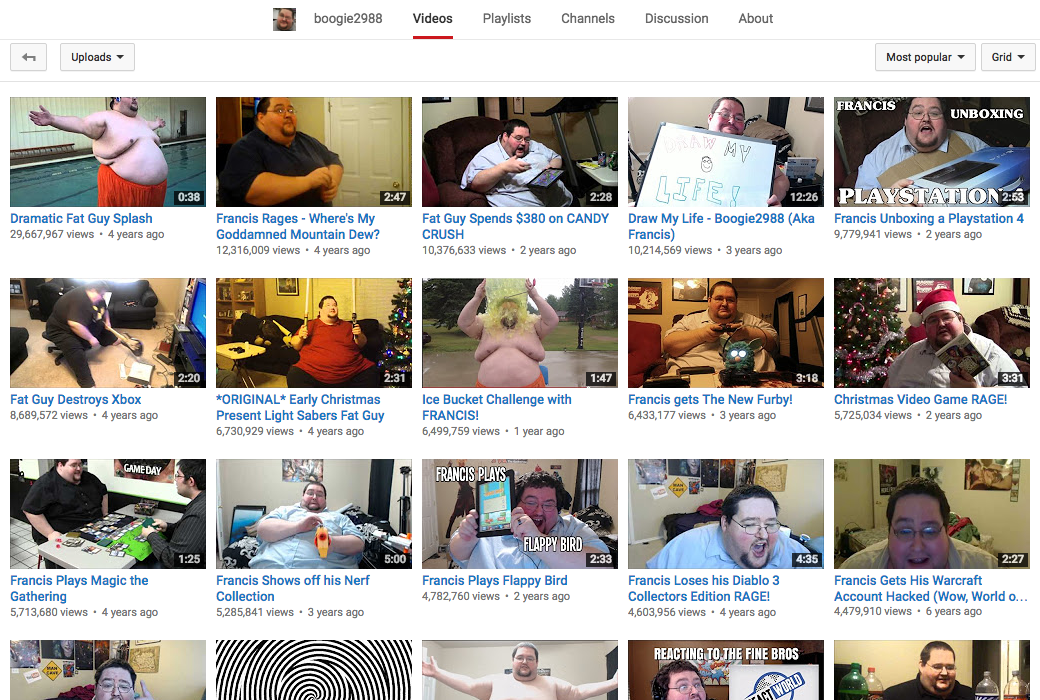 boogie2988 Videos Playlists Channels Discussion About
Uploads Most popular Grid
FRANCIS
UNBOXING
DRAW MY
LIFE!
PLAYSTATION
0:38 2:47 2:28 12:26 2:53
Dramatic Fat Guy Splash
29,667,967 views • 4 years ago
Francis Rages - Where's My
Goddamned Mountain Dew?
12,316,009 views • 4 years ago
Fat Guy Spends $380 on CANDY
CRUSH
10,376,633 views • 2 years ago
Draw My Life - Boogie2988 (Aka
Francis)
10,214,569 views • 3 years ago
Francis Unboxing a Playstation 4
9,779,941 views • 2 years ago
2:20 2:31 1:47 3:18 3:31
Fat Guy Destroys Xbox
8,689,572 views • 4 years ago
*ORIGINAL* Early Christmas
Present Light Sabers Fat Guy
6,730,929 views • 4 years ago
Ice Bucket Challenge with
FRANCIS!
6,499,759 views • 1 year ago
Francis gets The New Furby!
6,433,177 views • 3 years ago
Christmas Video Game RAGE!
5,725,034 views • 2 years ago
GAME DAY
FRANCIS PLAYS
FLAPPY BIRD
MAN
CAVE
1:25 5:00 2:33 4:35 2:27
Francis Plays Magic the
Gathering
5,713,680 views • 4 years ago
Francis Shows off his Nerf
Collection
5,285,841 views • 3 years ago
Francis Plays Flappy Bird
4,782,760 views • 2 years ago
Francis Loses his Diablo 3
Collectors Edition RAGE!
4,603,956 views • 4 years ago
Francis Gets His Warcraft
Account Hacked (Wow, World o...
4,479,910 views • 6 years ago
MAN
CAVE
REACTING TO THE FINE BROS
WORLD